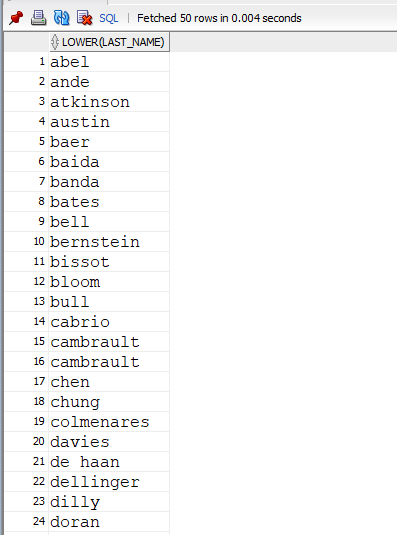 SQL | Fetched 50 rows in 0.004 seconds
LOWER(LAST_NAME)
1 abel
2 ande
3 atkinson
4 austin
5 baer
6 baida
7 banda
8 bates
9 bell
10 bernstein
11 bissot
12 bloom
13 bull
14 cabrio
15 cambrault
16 cambrault
17 chen
18 chung
19 colmenares
20 davies
21 de haan
22 dellinger
23 dilly
24 doran